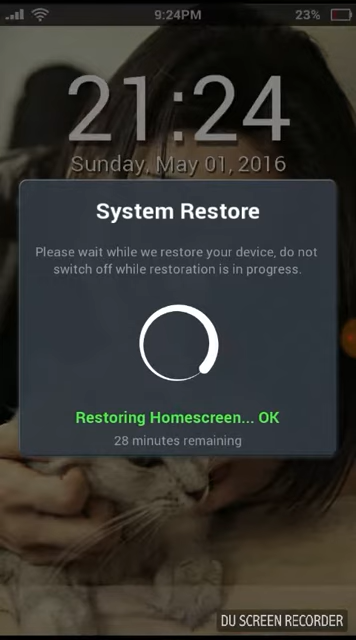 9:24PM 23%
21:24
Sunday, May 01, 2016
System Restore
Please wait while we restore your device, do not
switch off while restoration is in progress.
Restoring Homescreen... OK
28 minutes remaining
DU SCREEN RECORDER